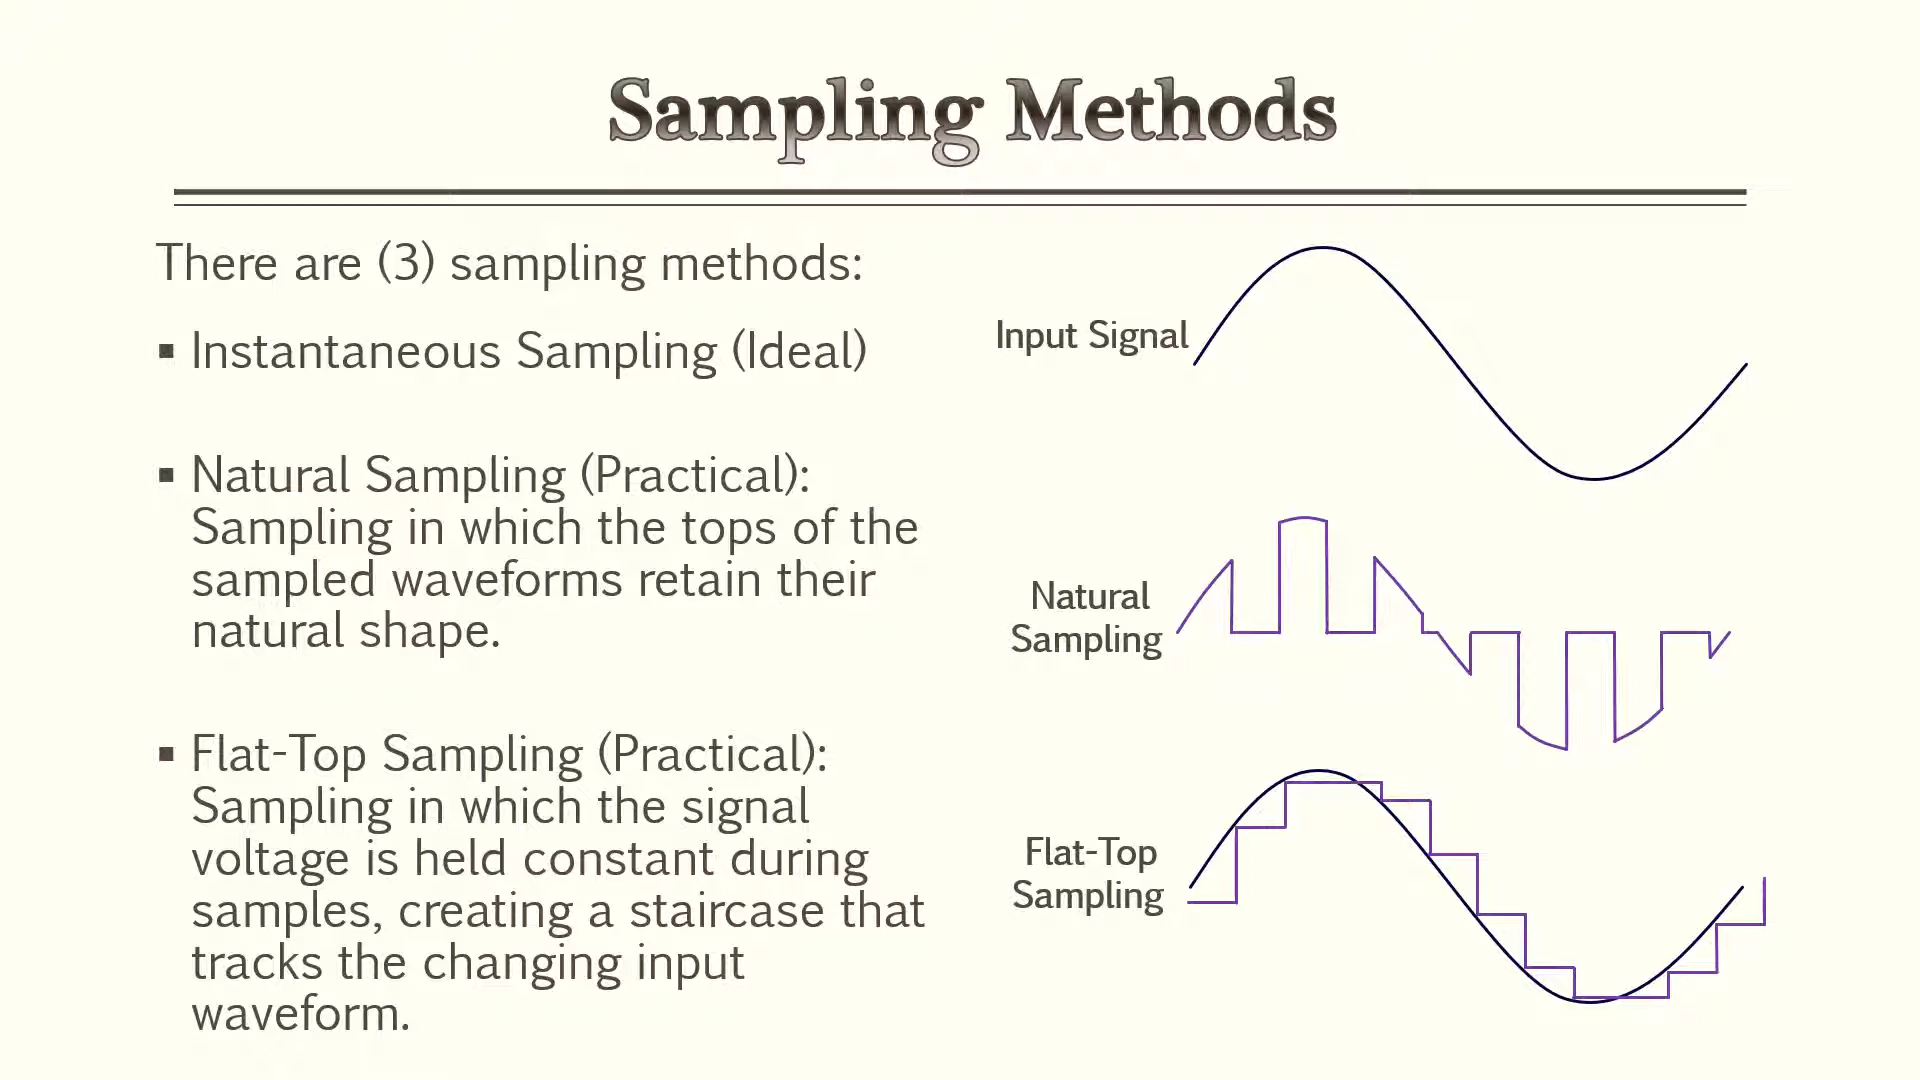 Sampling Methods
There are (3) sampling methods:
▪ Instantaneous Sampling (Ideal)
▪ Natural Sampling (Practical):
Sampling in which the tops of the
sampled waveforms retain their
natural shape.
▪ Flat-Top Sampling (Practical):
Sampling in which the signal
voltage is held constant during
samples, creating a staircase that
tracks the changing input
waveform.
Input Signal
Natural
Sampling
Flat-Top
Sampling